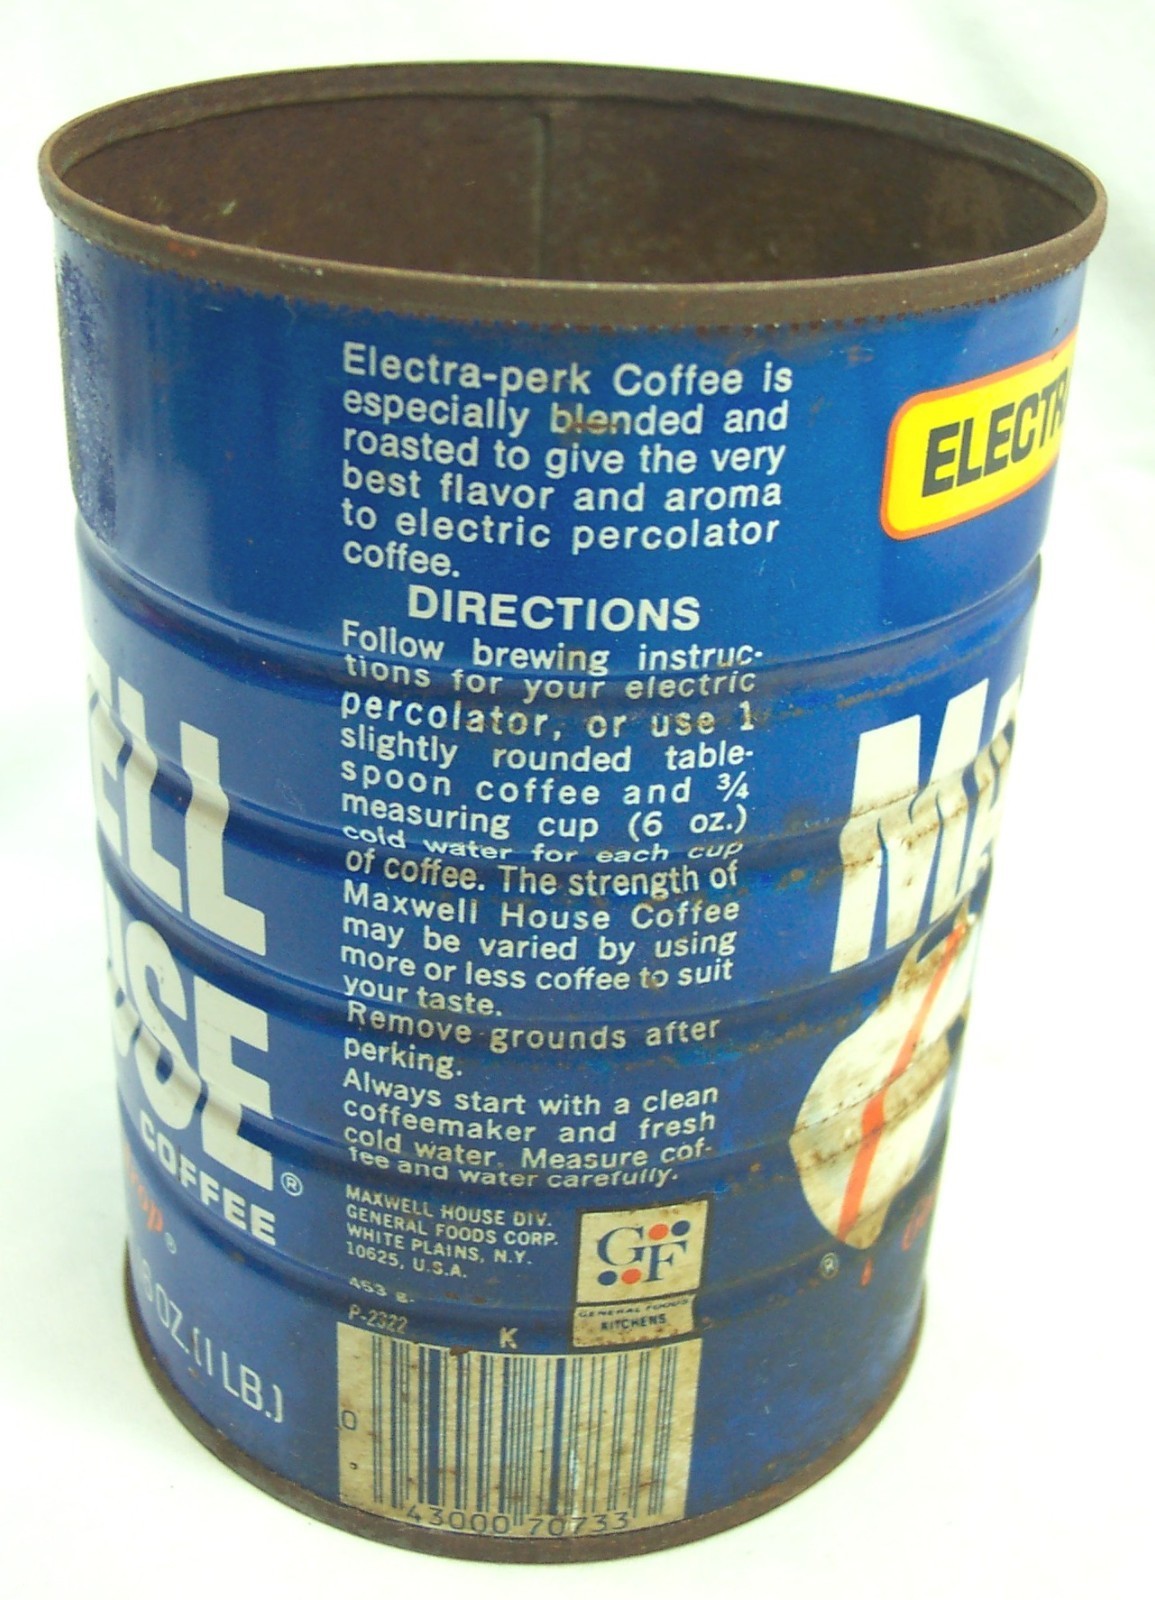 Electra-perk Coffee is
especially blended and
roasted to give the very
best flavor and aroma
to electric percolator
coffee.
DIRECTIONS
Follow brewing instruc-
tions for your electric
percolator, or use 1
slightly rounded table-
spoon coffee and ¾
measuring cup (6 oz.)
cold water for each cup
of coffee. The strength of
Maxwell House Coffee
may be varied by using
more or less coffee to suit
your taste.
Remove grounds after
perking.
Always start with a clean
coffeemaker and fresh
cold water. Measure cof-
fee and water carefully.
MAXWELL HOUSE DIV.
GENERAL FOODS CORP.
WHITE PLAINS, N.Y.
10625, U.S.A.
453 g.
P-2322
K
GF
GENERAL FOODS
KITCHENS
0 43000 70733
ELECTR
MA
ELL
USE®
COFFEE
rop®
6 OZ. (1 LB.)